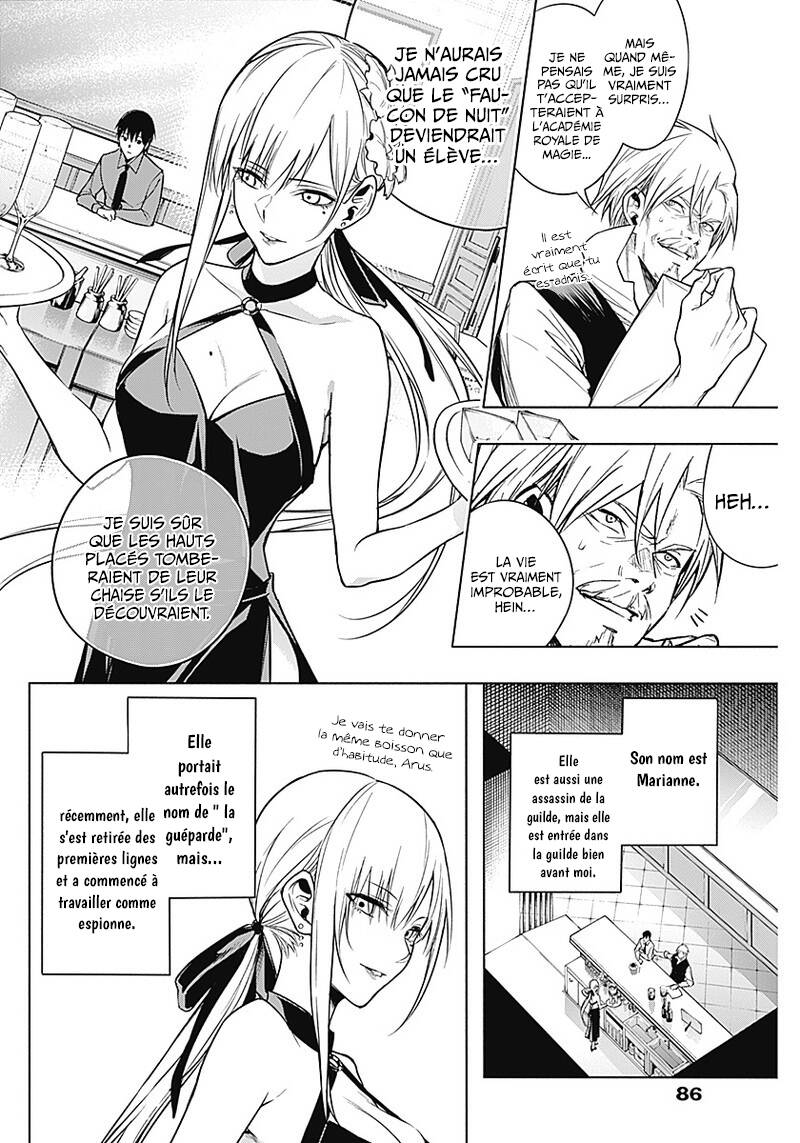 MAIS
QUAND MÊ-
ME, JE SUIS
VRAIMENT
SURPRIS...
JE NE
PENSAIS
PAS QU'IL
T'ACCEP-
TERAIENT À
L'ACADÉMIE
ROYALE DE
MAGIE...
Il est
vraiment
écrit que tu
es admis.
HEH...
LA VIE
EST VRAIMENT
IMPROBABLE,
HEIN...
JE N'AURAIS
JAMAIS CRU
QUE LE "FAU-
CON DE NUIT"
DEVIENDRAIT
UN ÉLÈVE...
JE SUIS SÛR
QUE LES HAUTS
PLACÉS TOMBE-
RAIENT DE LEUR
CHAISE S'ILS LE
DÉCOUVRAIENT.
Son nom est
Marianne.
Elle
est aussi une
assassin de la
guilde, mais elle
est entrée dans
la guilde bien
avant moi.
Je vais te donner
la même boisson que
d'habitude, Arus.
Elle
portait
autrefois le
nom de " la
guéparde",
mais...
récemment, elle
s'est retirée des
premières lignes
et a commencé à
travailler comme
espionne.
86